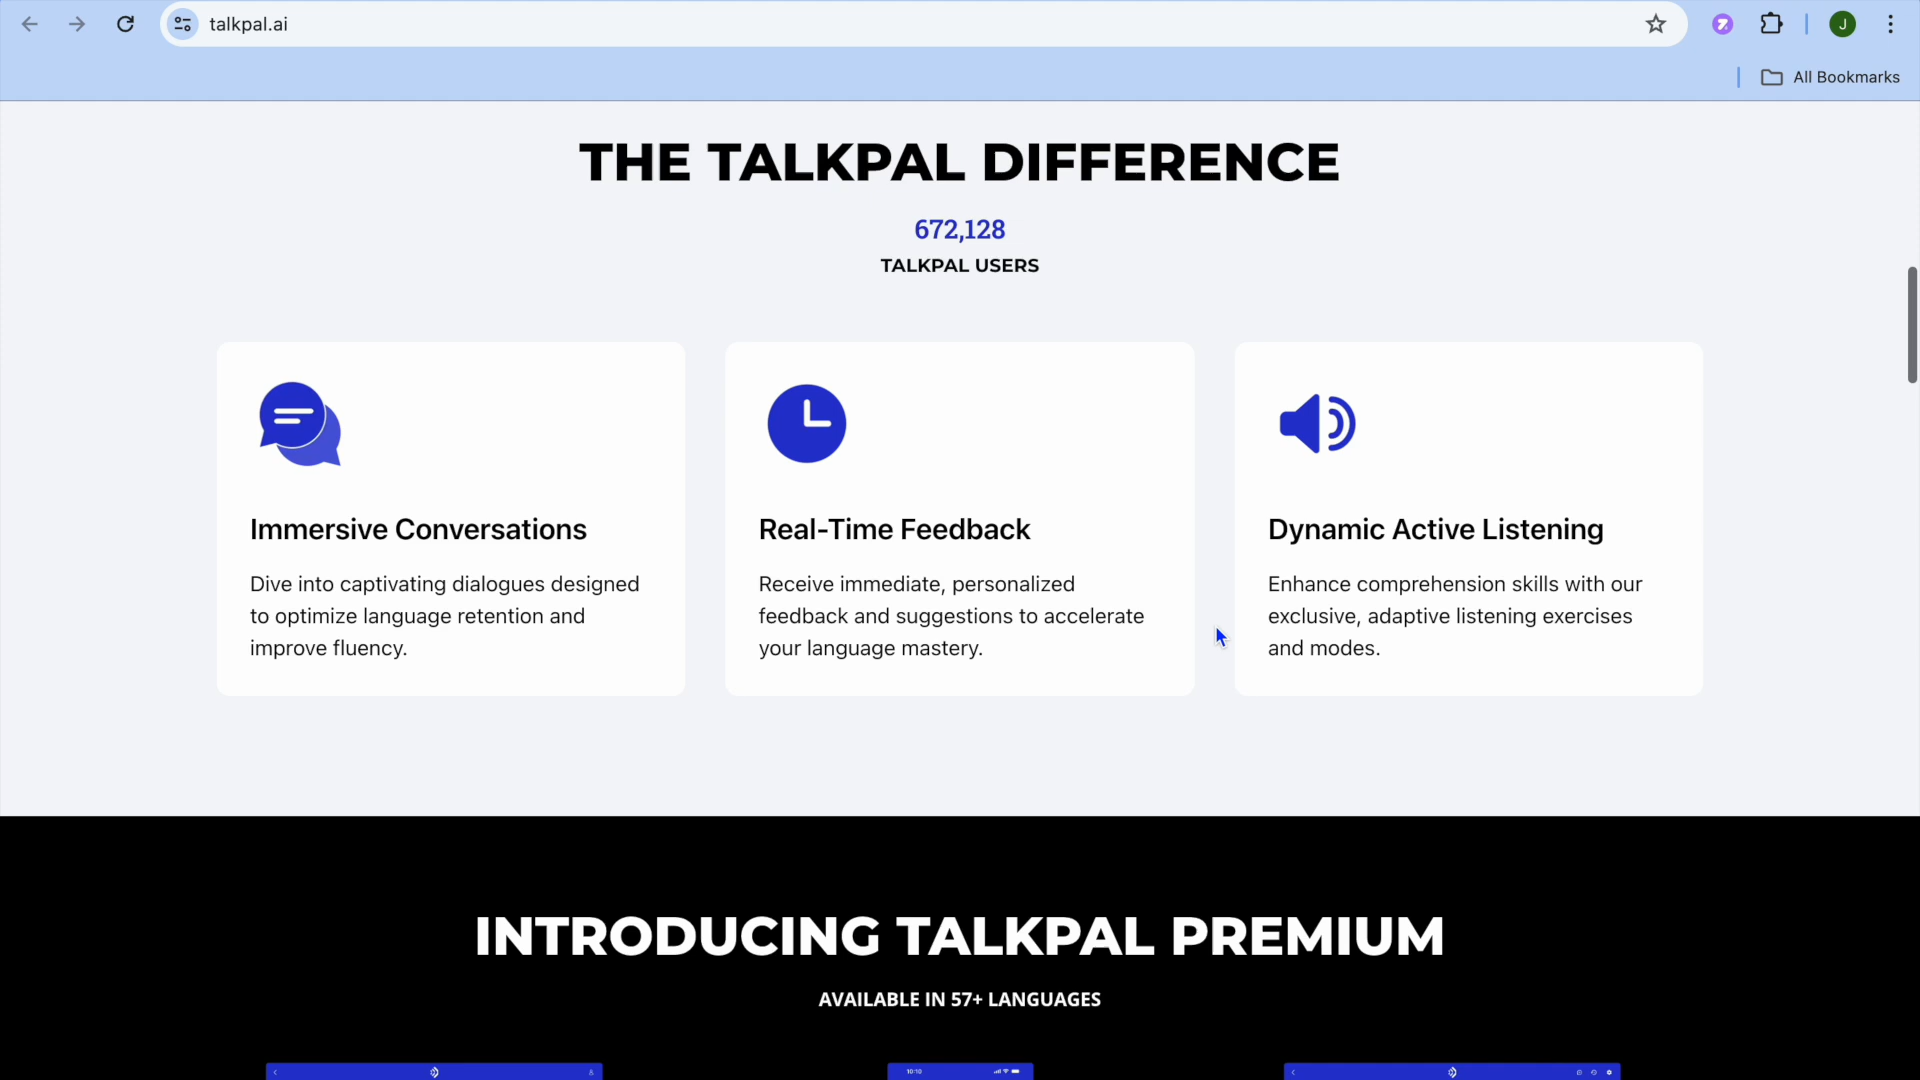 talkpal.ai
J
All Bookmarks
THE TALKPAL DIFFERENCE
672,128
TALKPAL USERS
Immersive Conversations
Dive into captivating dialogues designed
to optimize language retention and
improve fluency.
Real-Time Feedback
Receive immediate, personalized
feedback and suggestions to accelerate
your language mastery.
Dynamic Active Listening
Enhance comprehension skills with our
exclusive, adaptive listening exercises
and modes.
INTRODUCING TALKPAL PREMIUM
AVAILABLE IN 57+ LANGUAGES
10:10